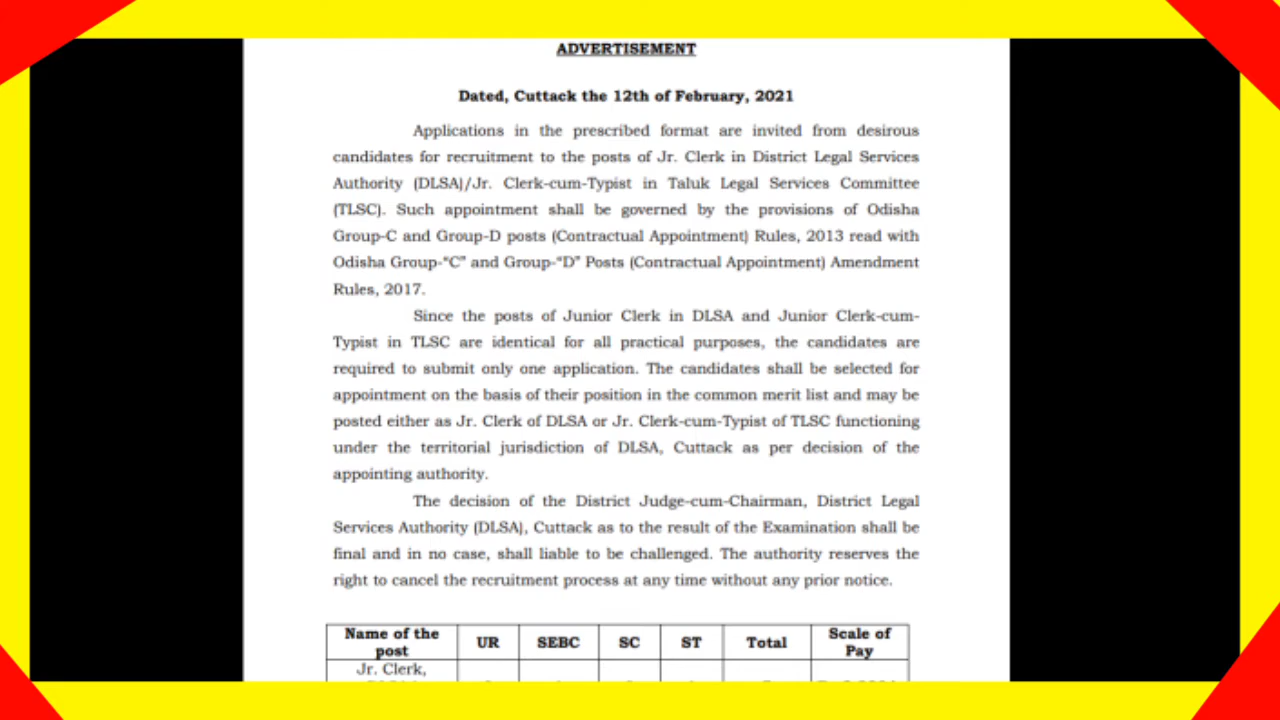 ADVERTISEMENT
Dated, Cuttack the 12th of February, 2021
Applications in the prescribed format are invited from desirous
candidates for recruitment to the posts of Jr. Clerk in District Legal Services
Authority (DLSA)/Jr. Clerk-cum-Typist in Taluk Legal Services Committee
(TLSC). Such appointment shall be governed by the provisions of Odisha
Group-C and Group-D posts (Contractual Appointment) Rules, 2013 read with
Odisha Group-“C” and Group-“D” Posts (Contractual Appointment) Amendment
Rules, 2017.
Since the posts of Junior Clerk in DLSA and Junior Clerk-cum-
Typist in TLSC are identical for all practical purposes, the candidates are
required to submit only one application. The candidates shall be selected for
appointment on the basis of their position in the common merit list and may be
posted either as Jr. Clerk of DLSA or Jr. Clerk-cum-Typist of TLSC functioning
under the territorial jurisdiction of DLSA, Cuttack as per decision of the
appointing authority.
The decision of the District Judge-cum-Chairman, District Legal
Services Authority (DLSA), Cuttack as to the result of the Examination shall be
final and in no case, shall liable to be challenged. The authority reserves the
right to cancel the recruitment process at any time without any prior notice.
Name of the post UR SEBC SC ST Total Scale of Pay
Jr. Clerk,